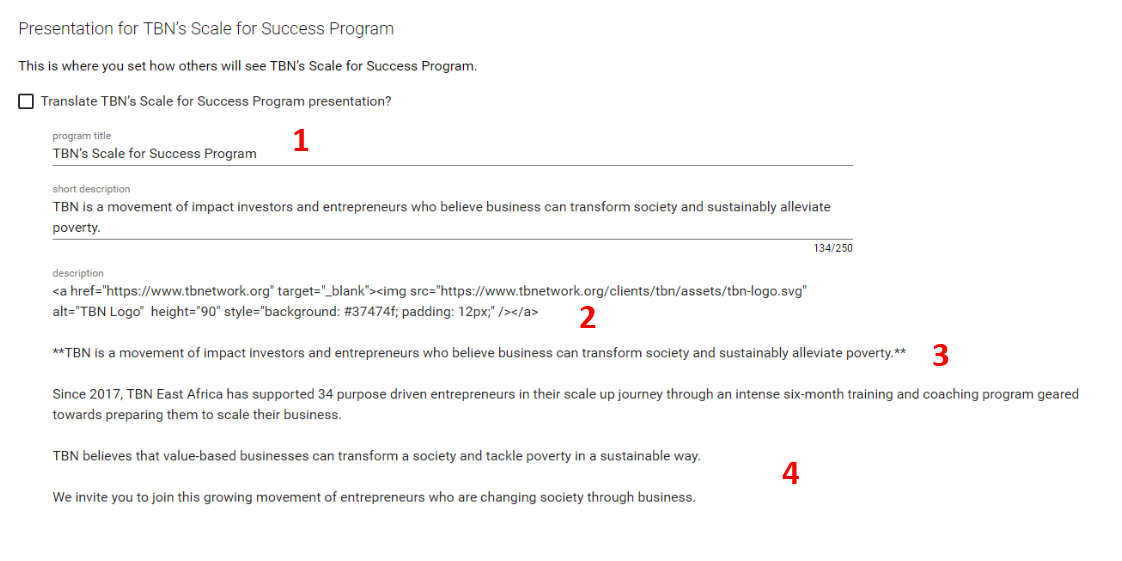 Presentation for TBN's Scale for Success Program
This is where you set how others will see TBN's Scale for Success Program.
Translate TBN's Scale for Success Program presentation?
program title
1
TBN's Scale for Success Program
short description
TBN is a movement of impact investors and entrepreneurs who believe business can transform society and sustainably alleviate
poverty.
134/250
description
<a href="https://www.tbnetwork.org" target="_blank"><img src="https://www.tbnetwork.org/clients/tbn/assets/tbn-logo.svg"
alt="TBN Logo"  height="90" style="background: #37474f; padding: 12px;" /></a>
2
**TBN is a movement of impact investors and entrepreneurs who believe business can transform society and sustainably alleviate poverty.**
3
Since 2017, TBN East Africa has supported 34 purpose driven entrepreneurs in their scale up journey through an intense six-month training and coaching program geared
towards preparing them to scale their business.
TBN believes that value-based businesses can transform a society and tackle poverty in a sustainable way.
4
We invite you to join this growing movement of entrepreneurs who are changing society through business.